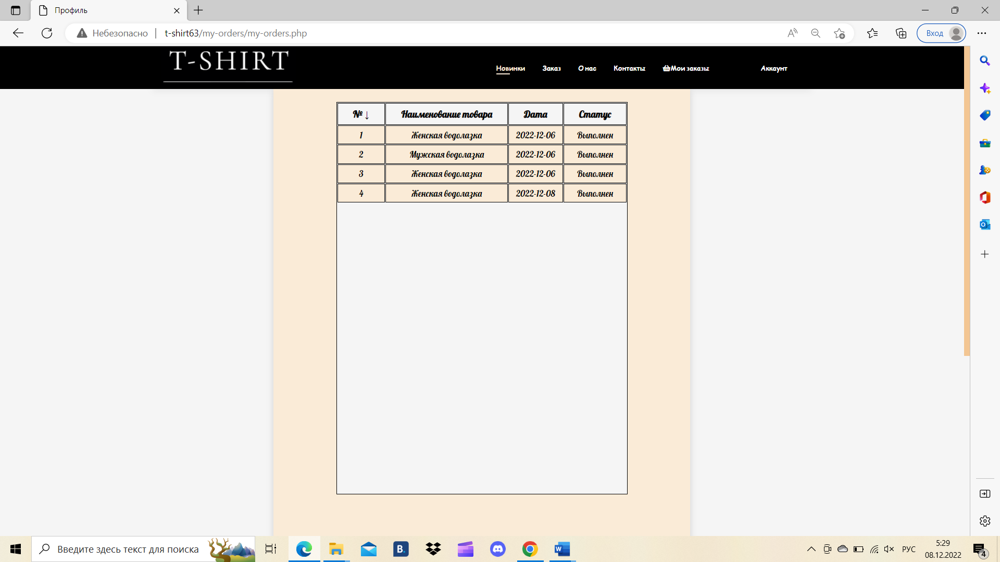 Профиль
Небезопасно | t-shirt63/my-orders/my-orders.php
Вход
T-SHIRT
Новинки Заказ О нас Контакты Мои заказы Аккаунт
№ ↓ Наименование товара Дата Статус
1 Женская водолазка 2022-12-06 Выполнен
2 Мужская водолазка 2022-12-06 Выполнен
3 Женская водолазка 2022-12-06 Выполнен
4 Женская водолазка 2022-12-08 Выполнен
Введите здесь текст для поиска
B.
W
РУС
5:29
08.12.2022
4